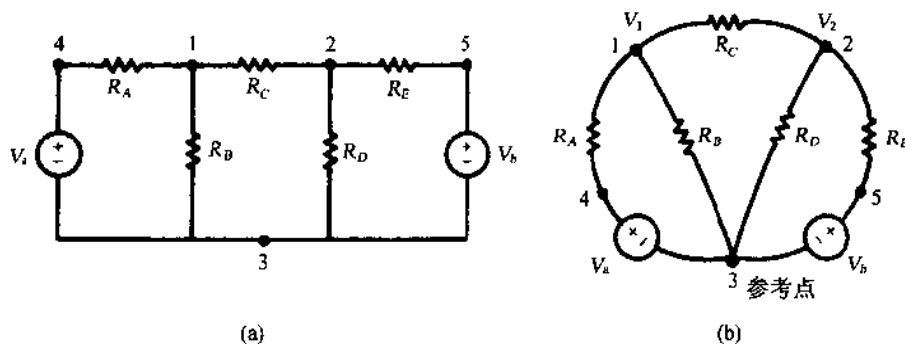 4 1 2 5
R_A R_C R_E
V_a R_B R_D V_b
3
(a)
V_1 V_2
1 R_C 2
R_A R_B R_D R_E
4 5
V_a 3 V_b
参考点
(b)